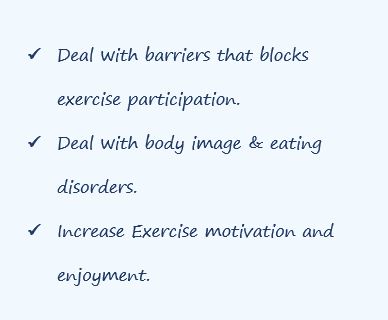 ✓ Deal with barriers that blocks
exercise participation.
✓ Deal with body image & eating
disorders.
✓ Increase Exercise motivation and
enjoyment.